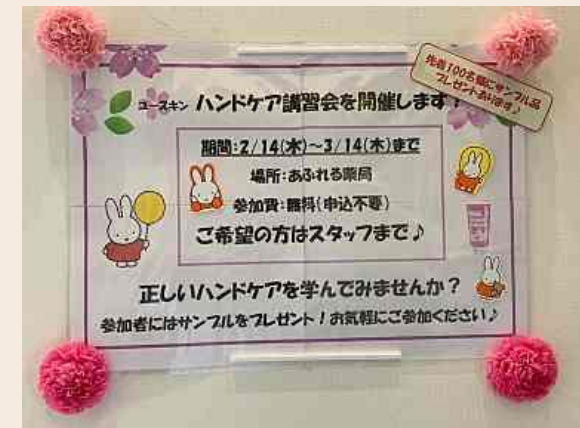 先着100名様にサンプル品
プレゼントあります♪
ユースキン ハンドケア講習会を開催します!
期間:2/14(水)~3/14(木)まで
場所:あふれる薬局
参加費:無料(申込不要)
ご希望の方はスタッフまで♪
正しいハンドケアを学んでみませんか?
参加者にはサンプルをプレゼント!お気軽にご参加ください♪